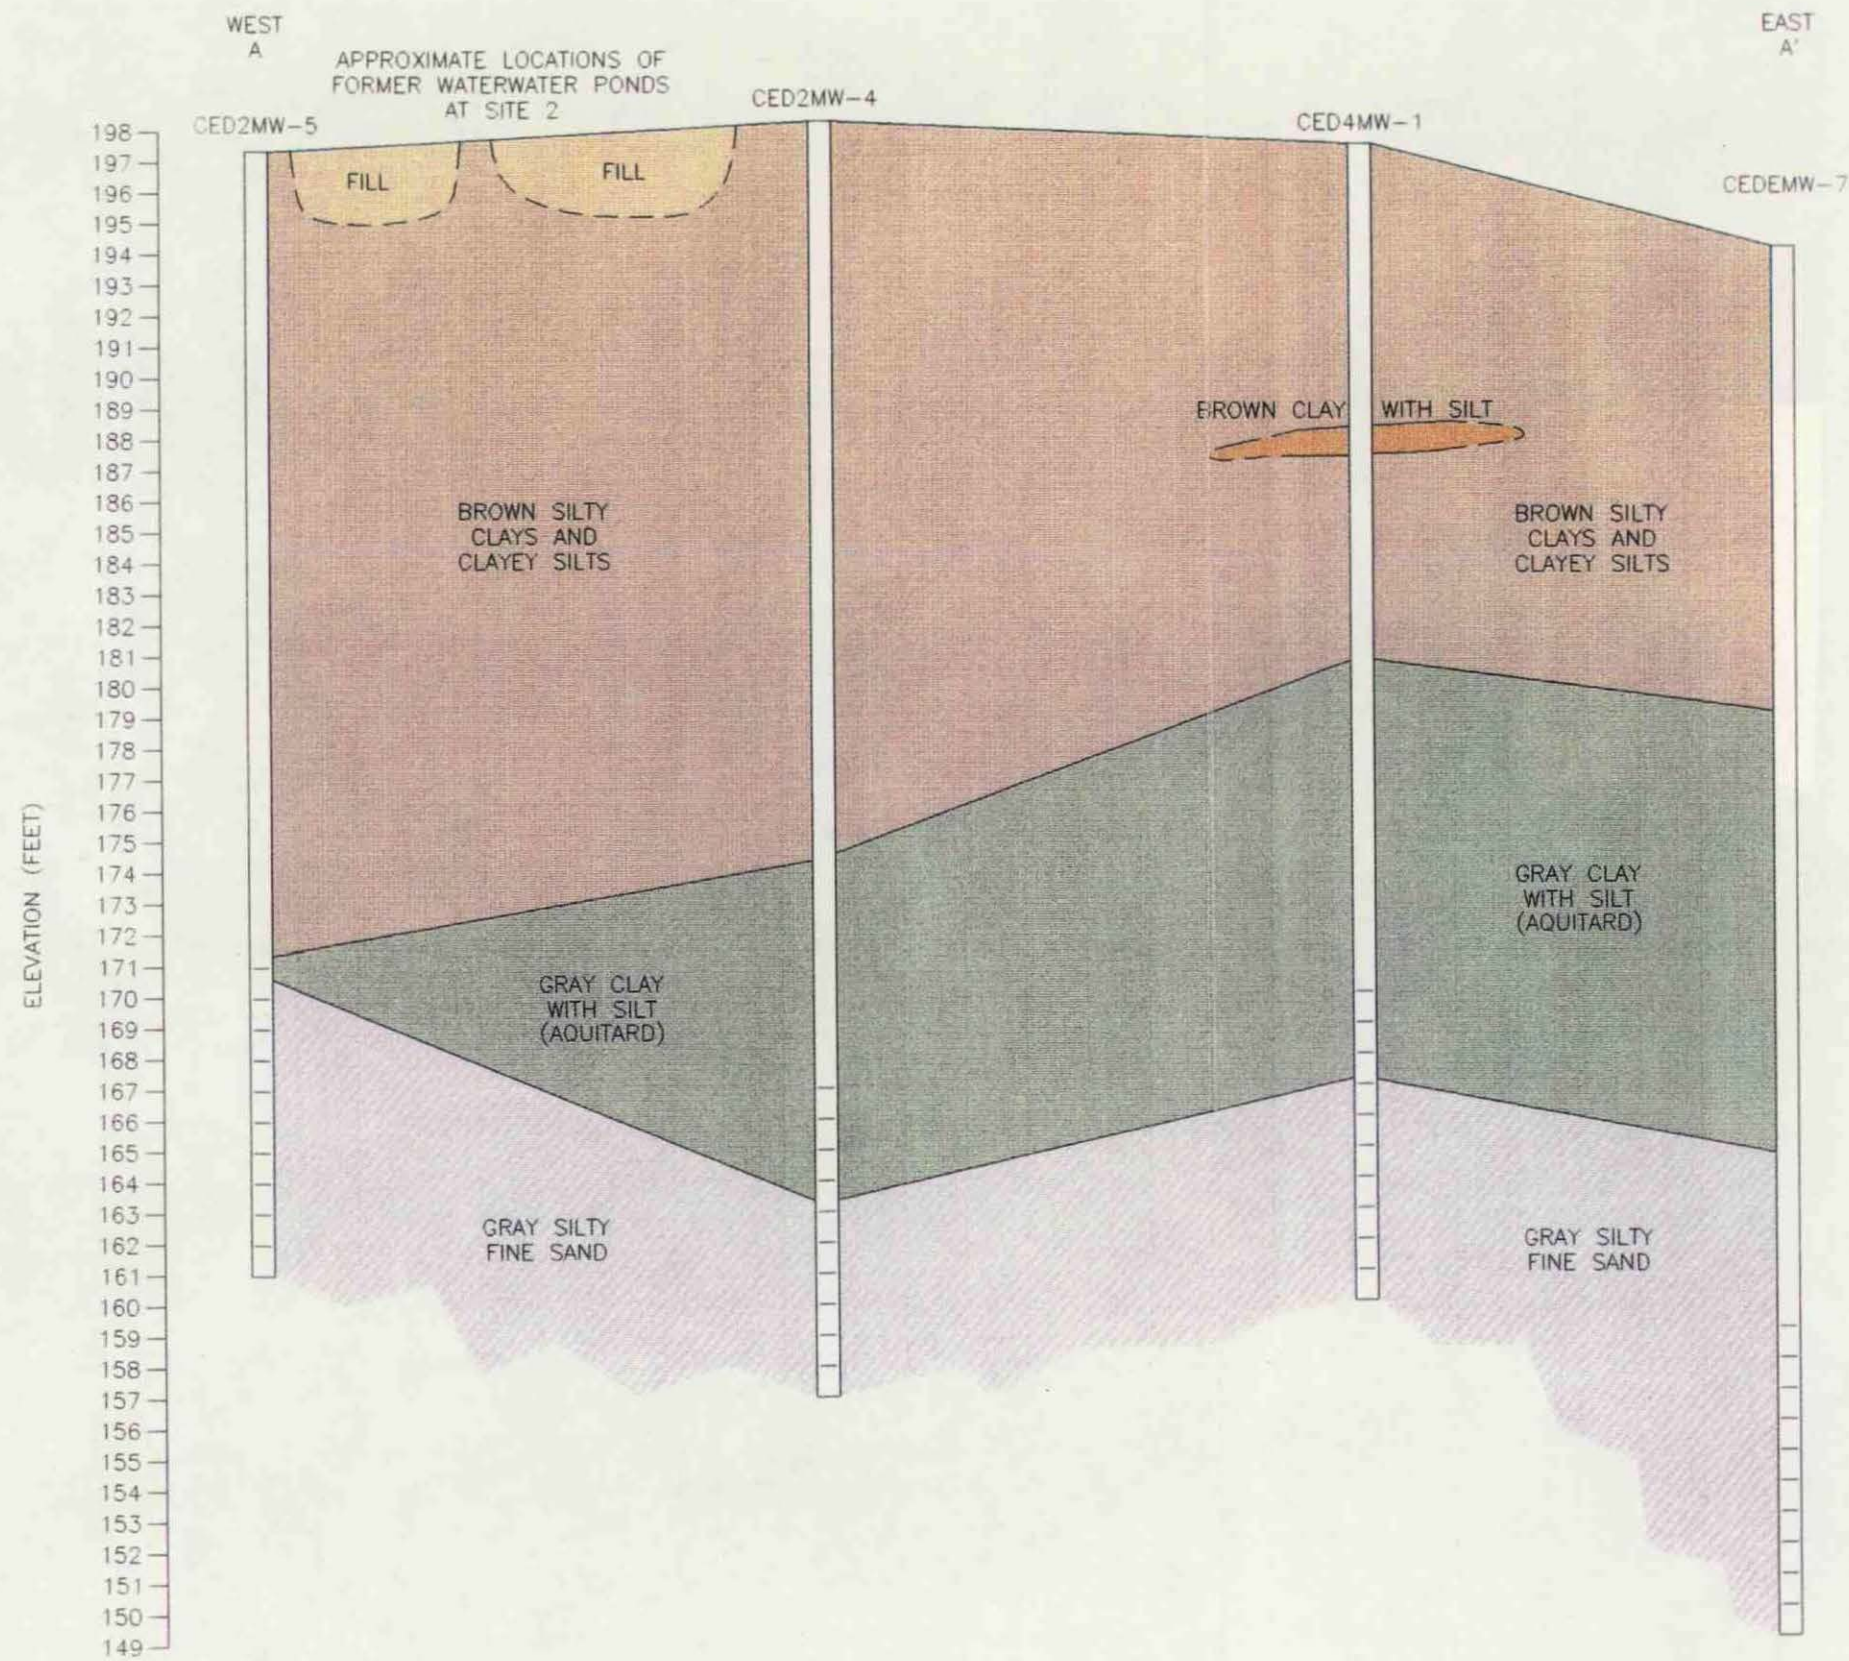 WEST
A
EAST
A'
APPROXIMATE LOCATIONS OF
FORMER WATERWATER PONDS
AT SITE 2
CED2MW-5
CED2MW-4
CED4MW-1
CEDEMW-7
198
197
196
195
194
193
192
191
190
189
188
187
186
185
184
183
182
181
180
179
178
177
176
175
174
173
172
171
170
169
168
167
166
165
164
163
162
161
160
159
158
157
156
155
154
153
152
151
150
149
ELEVATION (FEET)
FILL
FILL
BROWN CLAY WITH SILT
BROWN SILTY
CLAYS AND
CLAYEY SILTS
BROWN SILTY
CLAYS AND
CLAYEY SILTS
GRAY CLAY
WITH SILT
(AQUITARD)
GRAY CLAY
WITH SILT
(AQUITARD)
GRAY SILTY
FINE SAND
GRAY SILTY
FINE SAND